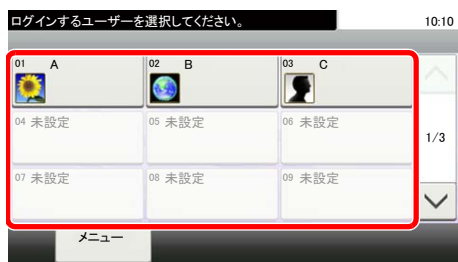 ログインするユーザーを選択してください。 10:10
01 A 02 B 03 C
04 未設定 05 未設定 06 未設定
1/3
07 未設定 08 未設定 09 未設定
メニュー